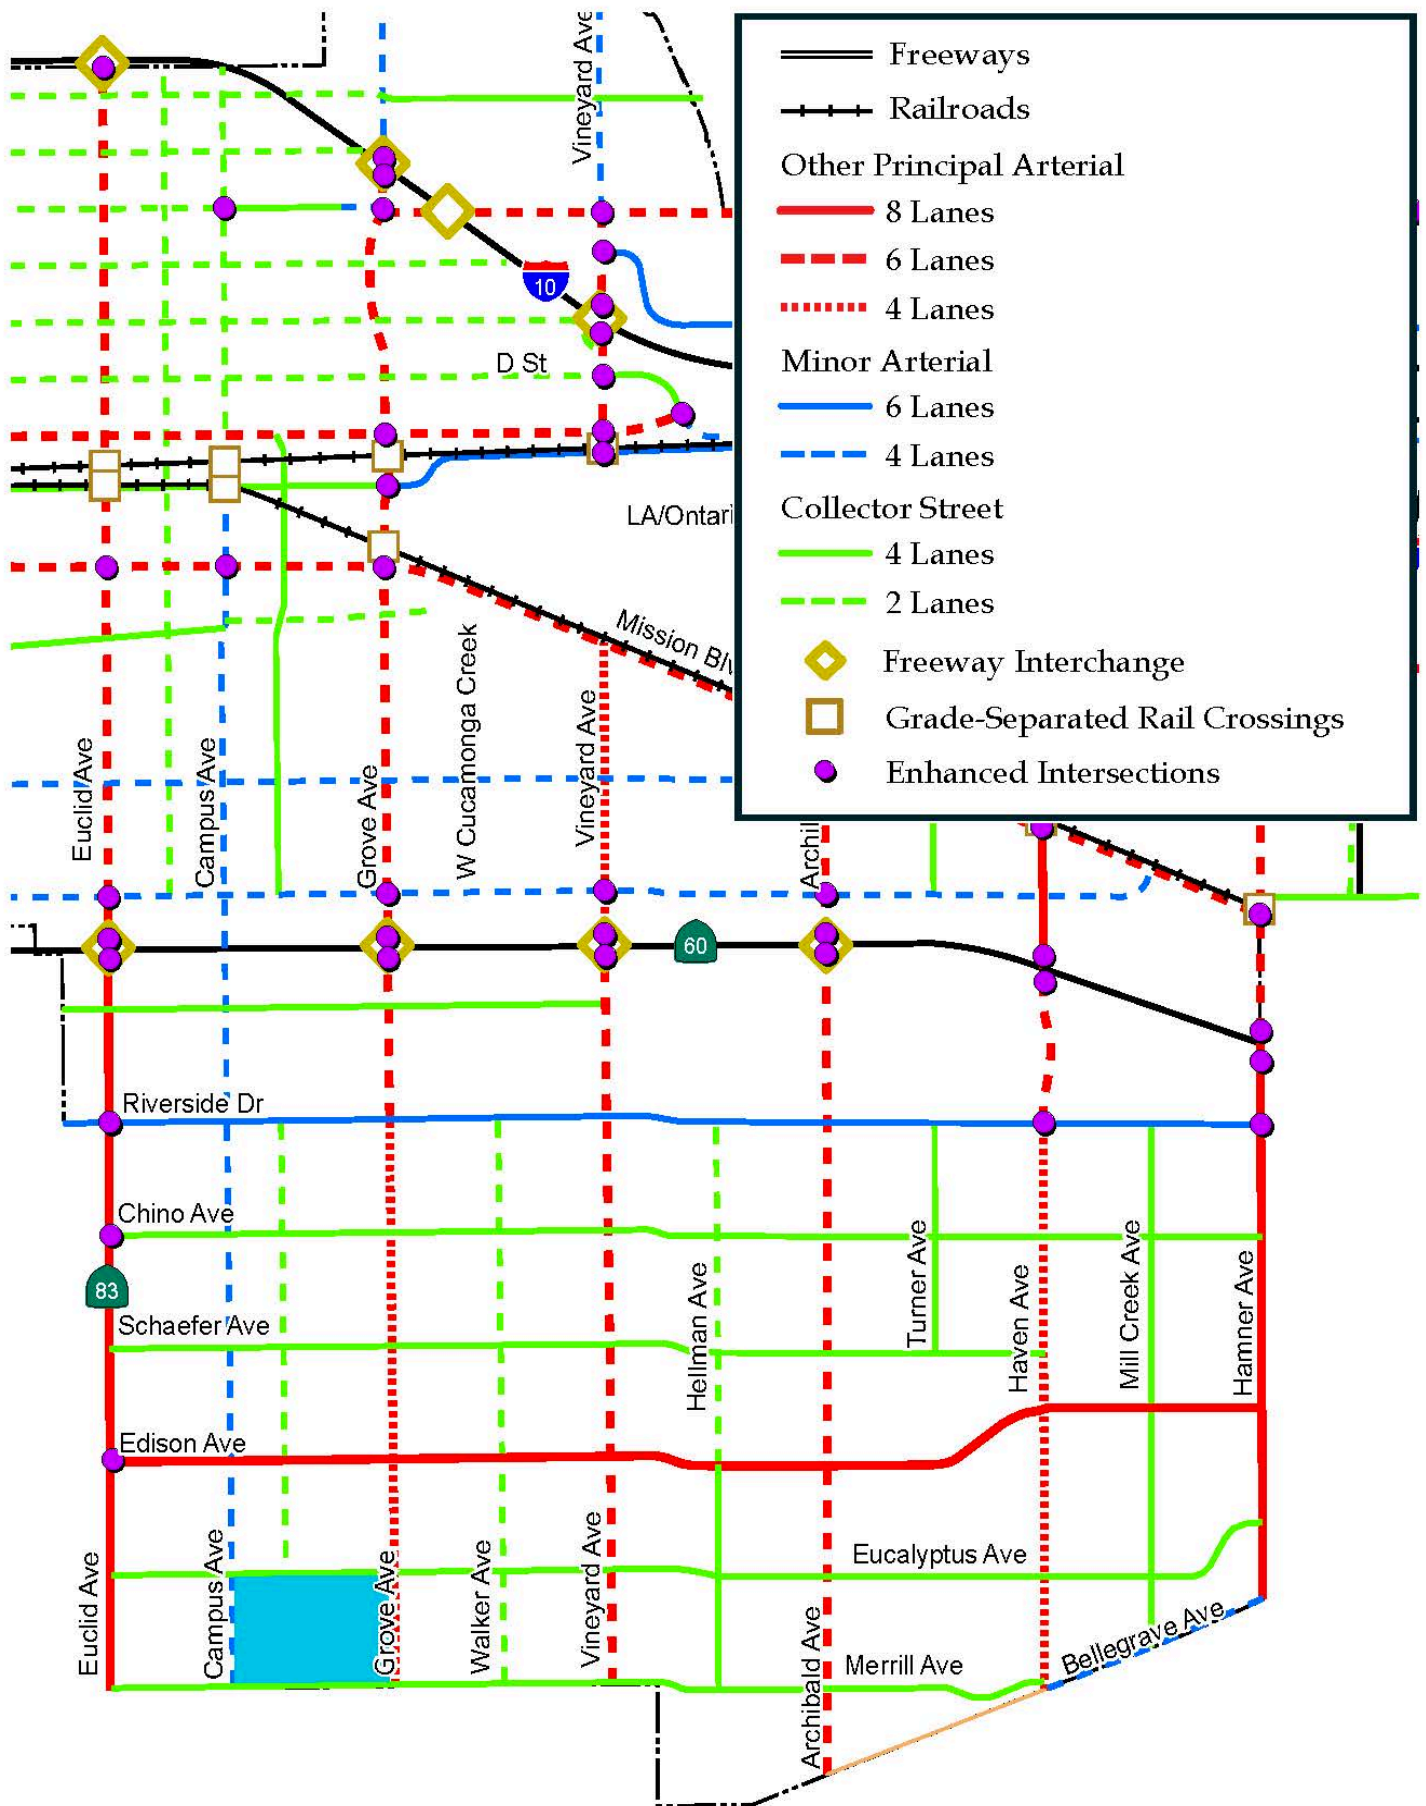 Freeways
Railroads
Other Principal Arterial
8 Lanes
6 Lanes
4 Lanes
Minor Arterial
6 Lanes
4 Lanes
Collector Street
4 Lanes
2 Lanes
Freeway Interchange
Grade-Separated Rail Crossings
Enhanced Intersections
Vineyard Ave
10
D St
LA/Ontari
Mission Blv
W Cucamonga Creek
Euclid Ave
Campus Ave
Grove Ave
Vineyard Ave
Archi
60
Riverside Dr
Chino Ave
83
Schaefer Ave
Hellman Ave
Turner Ave
Haven Ave
Mill Creek Ave
Hamner Ave
Edison Ave
Eucalyptus Ave
Euclid Ave
Campus Ave
Grove Ave
Walker Ave
Vineyard Ave
Archibald Ave
Merrill Ave
Bellegrave Ave